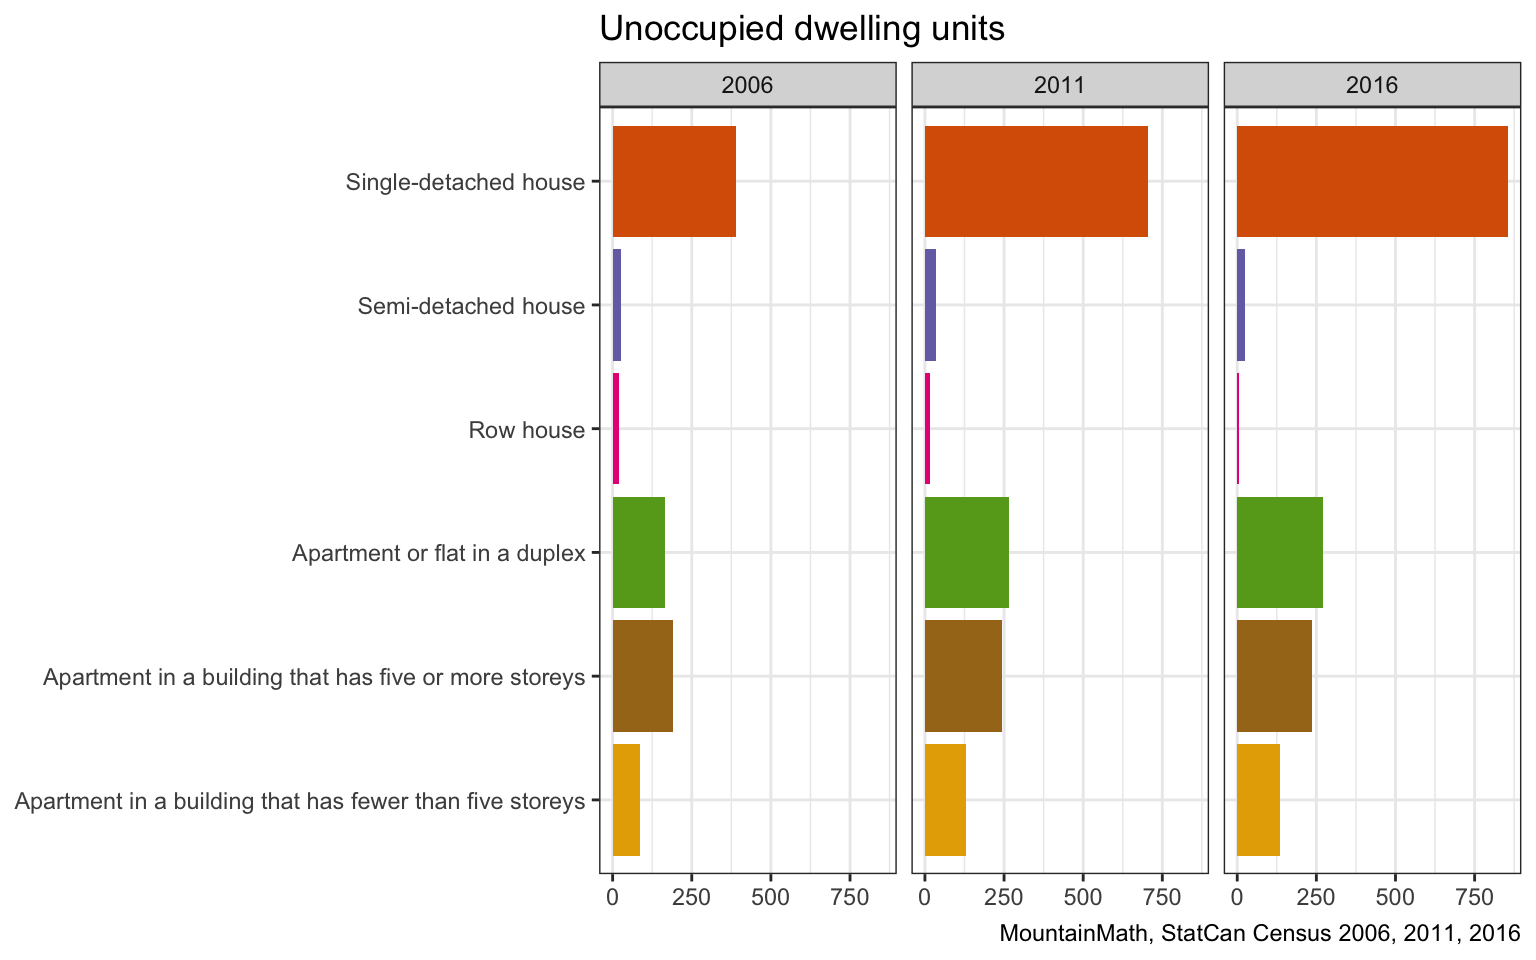 Unoccupied dwelling units
2006
2011
2016
Single-detached house
Semi-detached house
Row house
Apartment or flat in a duplex
Apartment in a building that has five or more storeys
Apartment in a building that has fewer than five storeys
0 250 500 750
0 250 500 750
0 250 500 750
MountainMath, StatCan Census 2006, 2011, 2016